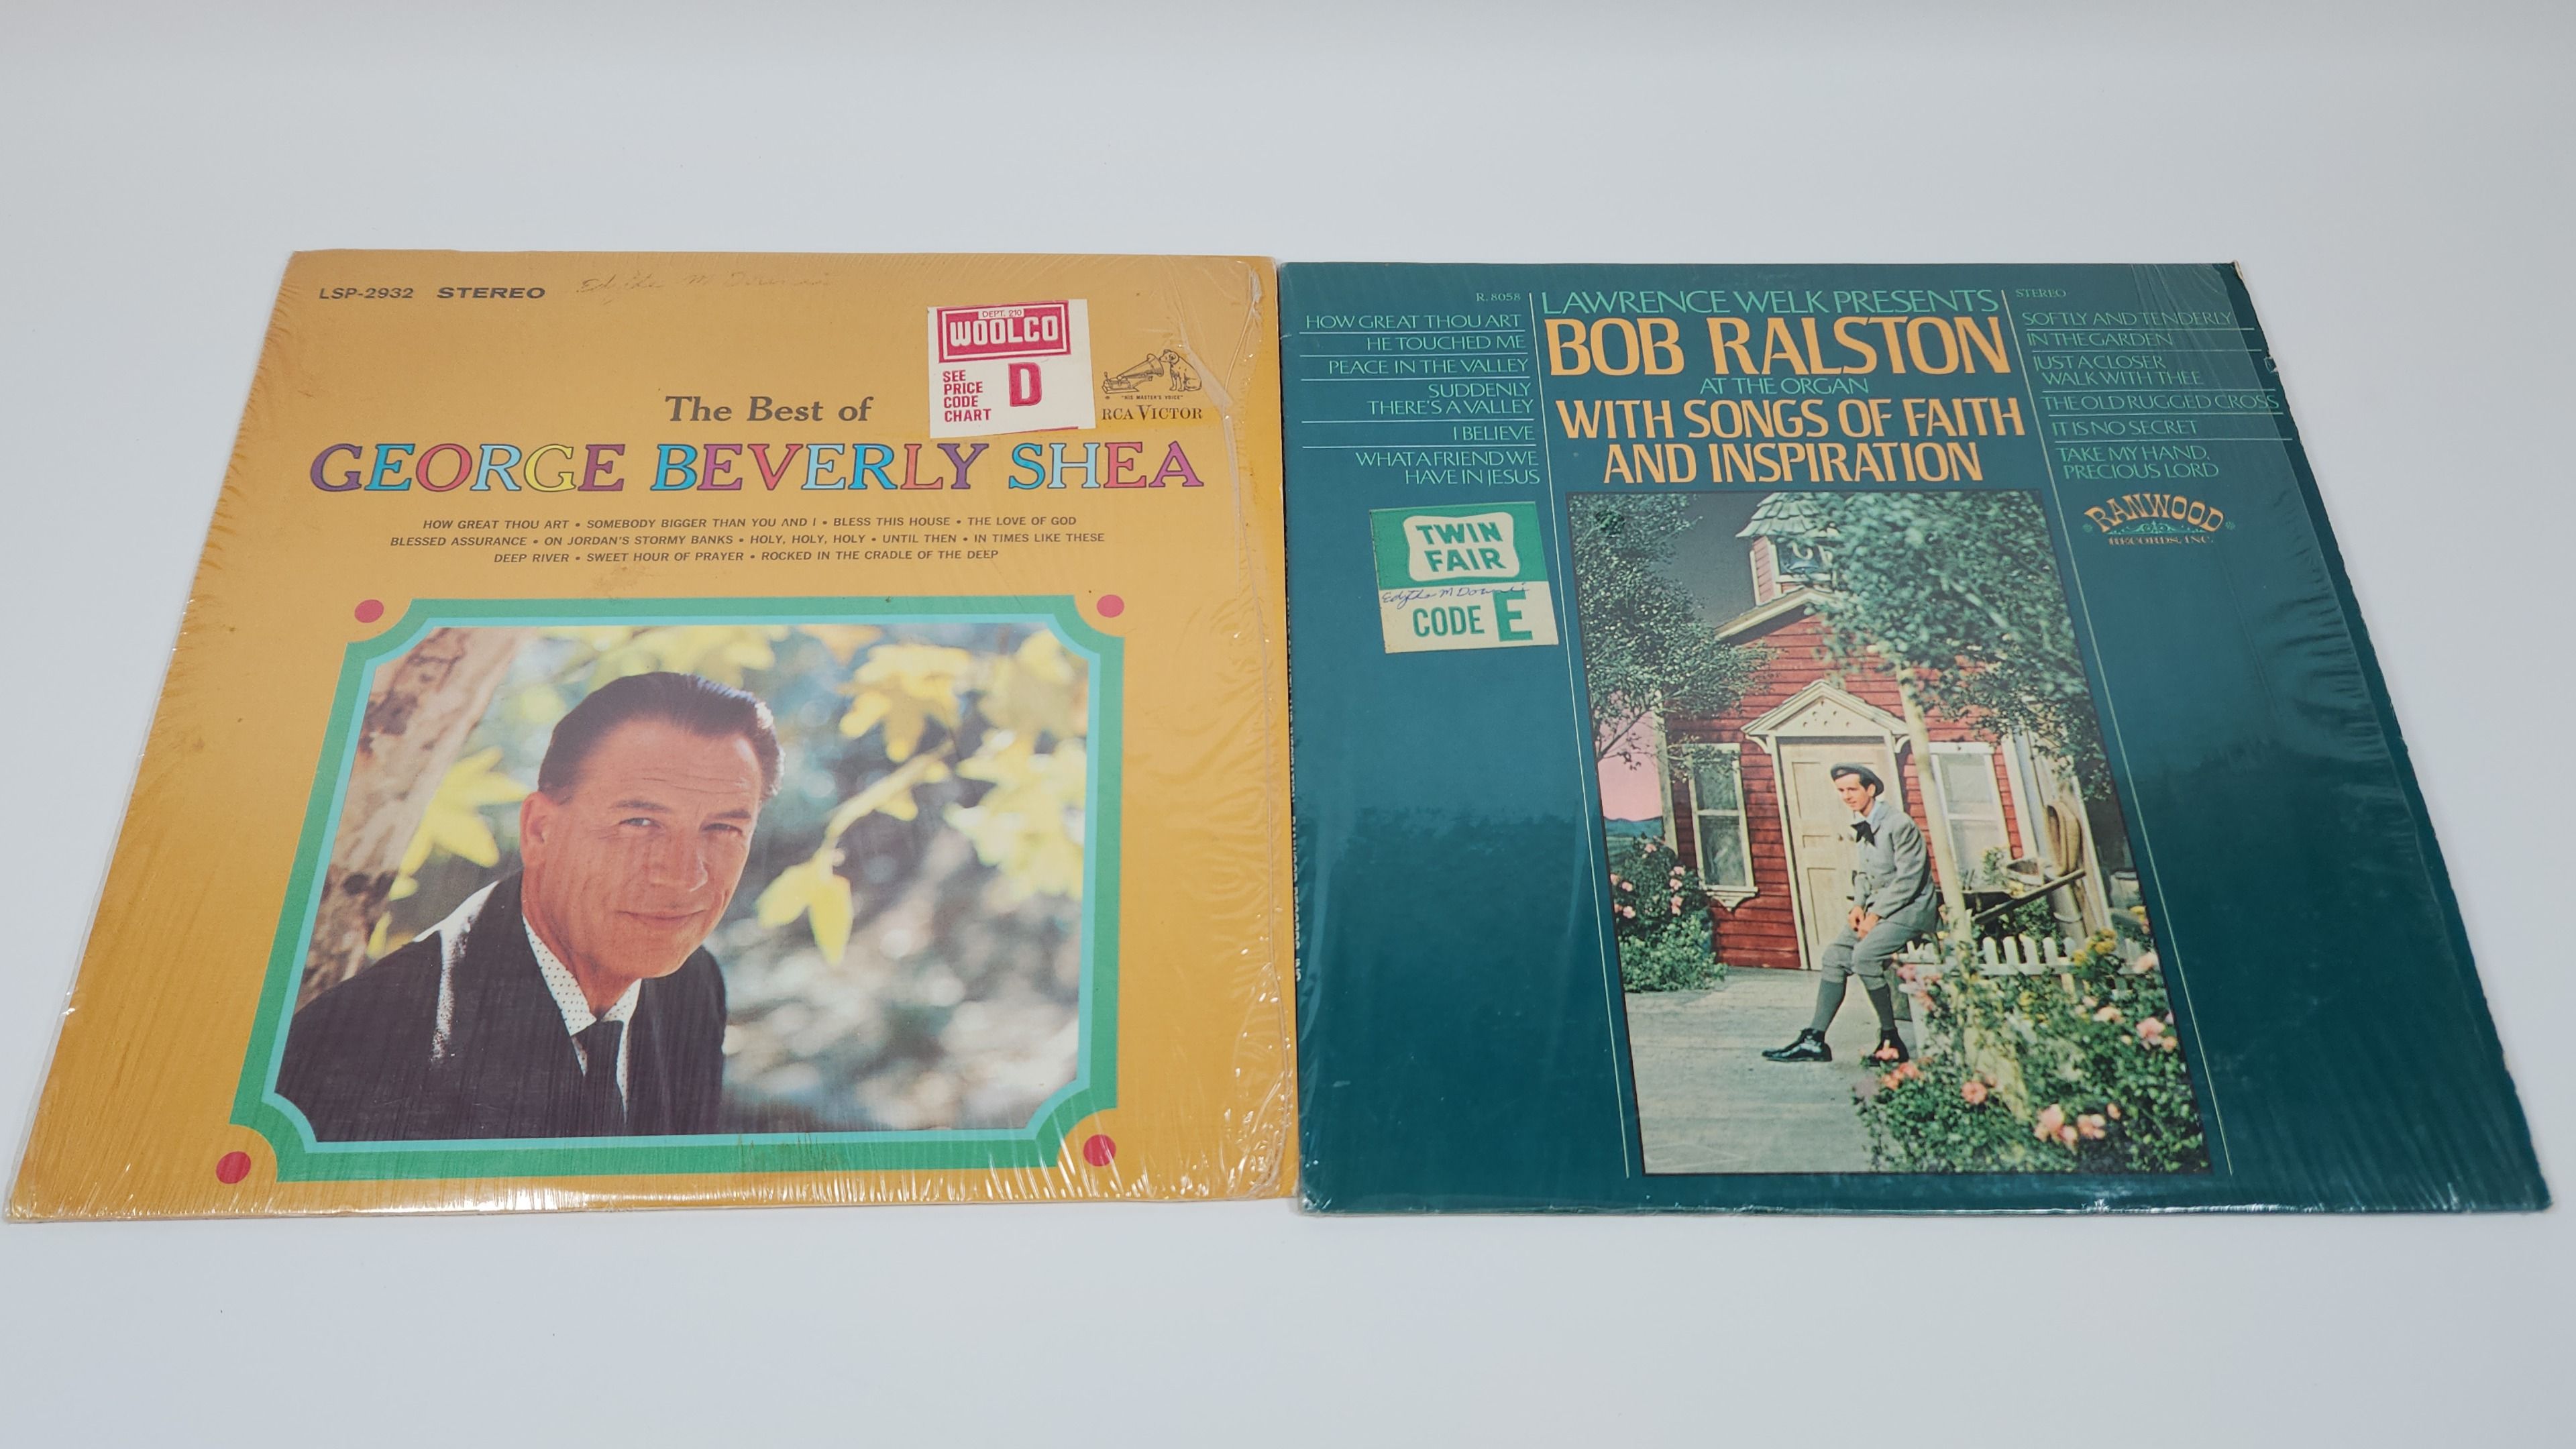 LSP-2932 STEREO
DEPT. 210
WOOLCO
SEE
PRICE
CODE
CHART
D
"HIS MASTER'S VOICE"
RCA VICTOR
The Best of
GEORGE BEVERLY SHEA
HOW GREAT THOU ART • SOMEBODY BIGGER THAN YOU AND I • BLESS THIS HOUSE • THE LOVE OF GOD
BLESSED ASSURANCE • ON JORDAN'S STORMY BANKS • HOLY, HOLY, HOLY • UNTIL THEN • IN TIMES LIKE THESE
DEEP RIVER • SWEET HOUR OF PRAYER • ROCKED IN THE CRADLE OF THE DEEP
R. 8058
HOW GREAT THOU ART
HE TOUCHED ME
PEACE IN THE VALLEY
SUDDENLY
THERE'S A VALLEY
I BELIEVE
WHAT A FRIEND WE
HAVE IN JESUS
LAWRENCE WELK PRESENTS
BOB RALSTON
AT THE ORGAN
WITH SONGS OF FAITH
AND INSPIRATION
STEREO
SOFTLY AND TENDERLY
IN THE GARDEN
JUST A CLOSER
WALK WITH THEE
THE OLD RUGGED CROSS
IT IS NO SECRET
TAKE MY HAND,
PRECIOUS LORD
RANWOOD
RECORDS, INC.
TWIN
FAIR
Edythe M
CODE E